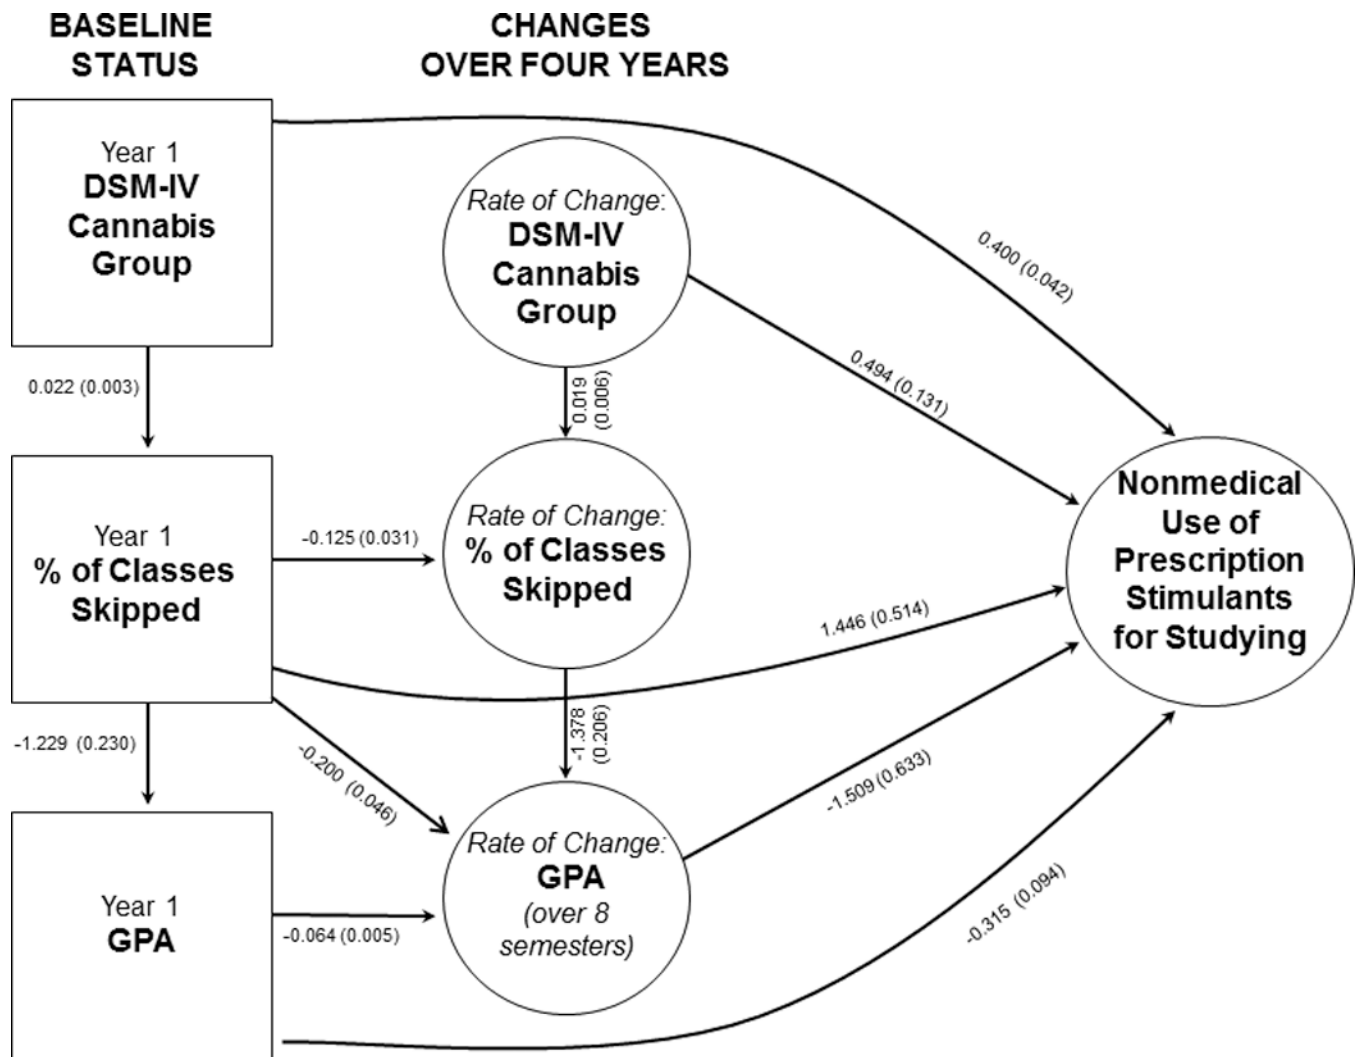 BASELINE
STATUS
CHANGES
OVER FOUR YEARS
Year 1
DSM-IV
Cannabis
Group
Rate of Change:
DSM-IV
Cannabis
Group
0.400 (0.042)
0.494 (0.131)
0.022 (0.003)
0.019
(0.006)
Year 1
% of Classes
Skipped
-0.125 (0.031)
Rate of Change:
% of Classes
Skipped
Nonmedical
Use of
Prescription
Stimulants
for Studying
1.446 (0.514)
-1.229 (0.230)
-0.200 (0.046)
-1.378
(0.206)
-1.509 (0.633)
Year 1
GPA
-0.064 (0.005)
Rate of Change:
GPA
(over 8
semesters)
-0.315 (0.094)